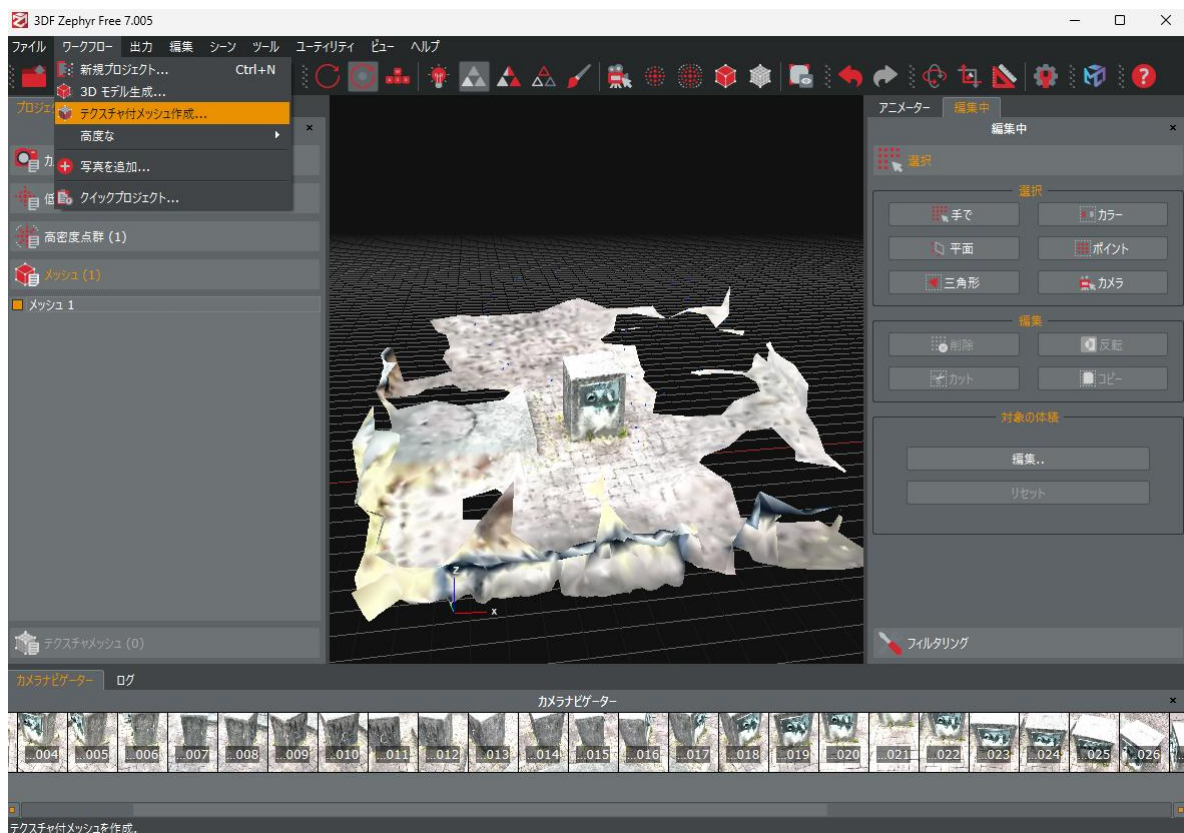 3DF Zephyr Free 7.005
ファイル ワークフロー 出力 編集 シーン ツール ユーティリティ ビュー ヘルプ
新規プロジェクト... Ctrl+N
3D モデル生成...
テクスチャ付メッシュ作成...
高度な
写真を追加...
クイックプロジェクト...
高密度点群 (1)
メッシュ (1)
メッシュ 1
テクスチャメッシュ (0)
z
x
アニメーター 編集中
編集中
選択
選択
手で カラー
平面 ポイント
三角形 カメラ
編集
削除 反転
カット コピー
対象の体積
編集..
リセット
フィルタリング
カメラナビゲーター ログ
カメラナビゲーター
...004 ...005 ...006 ...007 ...008 ...009 ...010 ...011 ...012 ...013 ...014 ...015 ...016 ...017 ...018 ...019 ...020 ...021 ...022 ...023 ...024 ...025 ...026
テクスチャ付メッシュを作成.